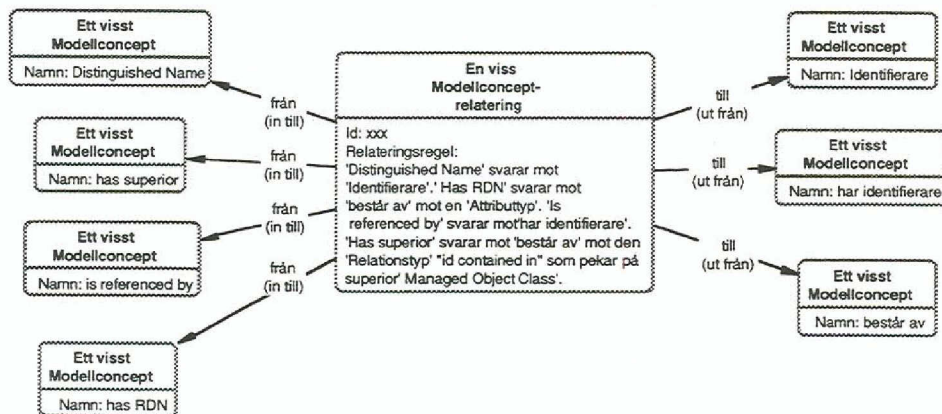 Ett visst
Modellconcept
Namn: Distinguished Name
från
(in till)
Ett visst
Modellconcept
Namn: has superior
från
(in till)
Ett visst
Modellconcept
Namn: is referenced by
från
(in till)
Ett visst
Modellconcept
Namn: has RDN
från
(in till)
En viss
Modellconcept-
relatering
Id: xxx
Relateringsregel:
'Distinguished Name' svarar mot
'Identifierare'.' Has RDN' svarar mot
'består av' mot en 'Attributtyp'. 'Is
referenced by' svarar mot'har identifierare'.
'Has superior' svarar mot 'består av' mot den
'Relationstyp' "id contained in" som pekar på
superior' Managed Object Class'.
till
(ut från)
Ett visst
Modellconcept
Namn: Identifierare
till
(ut från)
Ett visst
Modellconcept
Namn: har identifierare
till
(ut från)
Ett visst
Modellconcept
Namn: består av